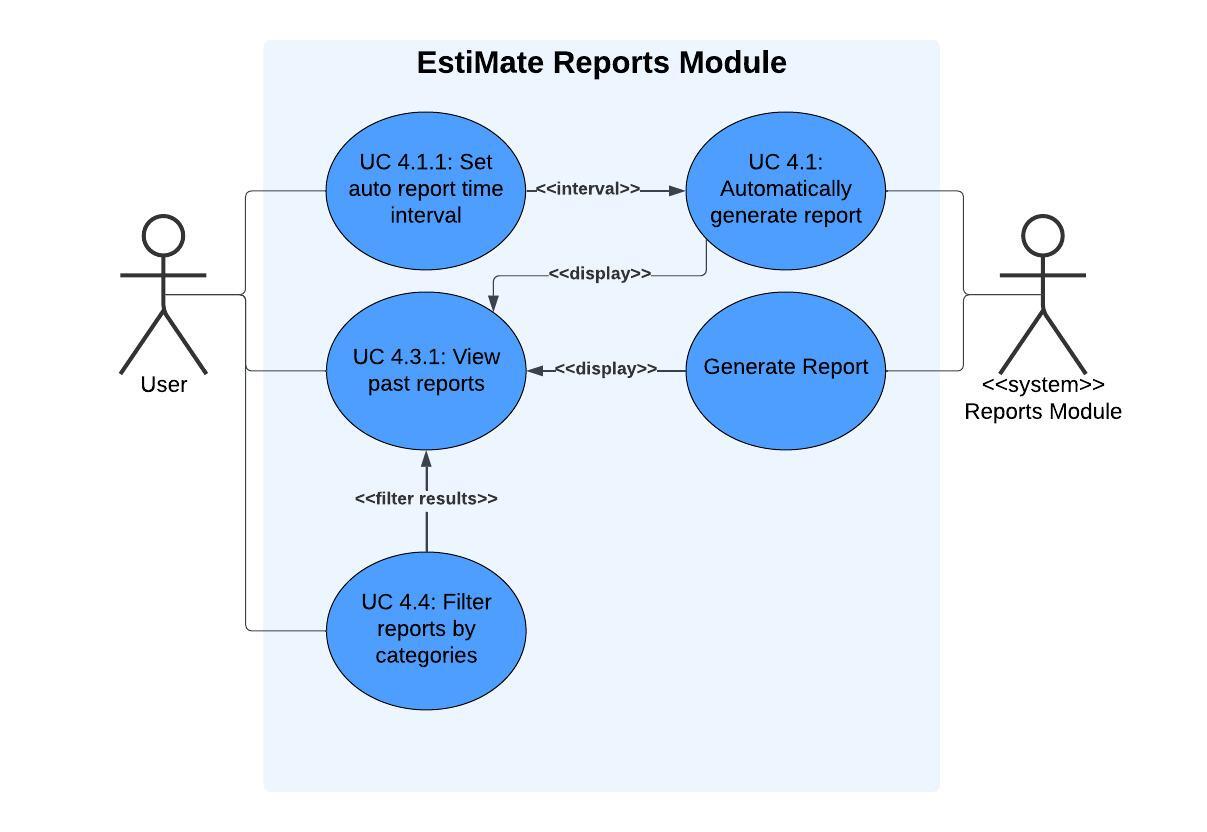 EstiMate Reports Module
UC 4.1.1: Set
auto report time
interval
<<interval>>
UC 4.1:
Automatically
generate report
<<display>>
UC 4.3.1: View
past reports
<<display>>
Generate Report
User
<<system>>
Reports Module
<<filter results>>
UC 4.4: Filter
reports by
categories